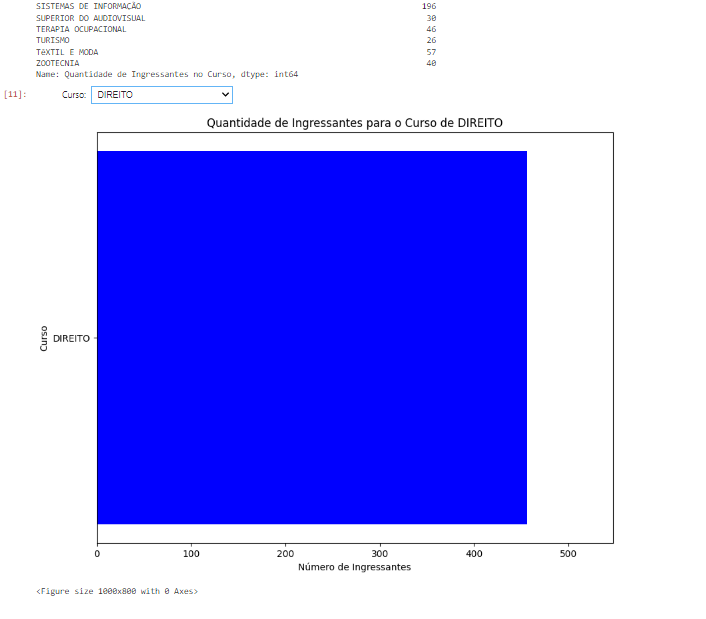 SISTEMAS DE INFORMAÇÃO 196
SUPERIOR DO AUDIOVISUAL 30
TERAPIA OCUPACIONAL 46
TURISMO 26
TêXTIL E MODA 57
ZOOTECNIA 40
Name: Quantidade de Ingressantes no Curso, dtype: int64
[11]: Curso: DIREITO
Quantidade de Ingressantes para o Curso de DIREITO
Curso
DIREITO
0 100 200 300 400 500
Número de Ingressantes
<Figure size 1000x800 with 0 Axes>